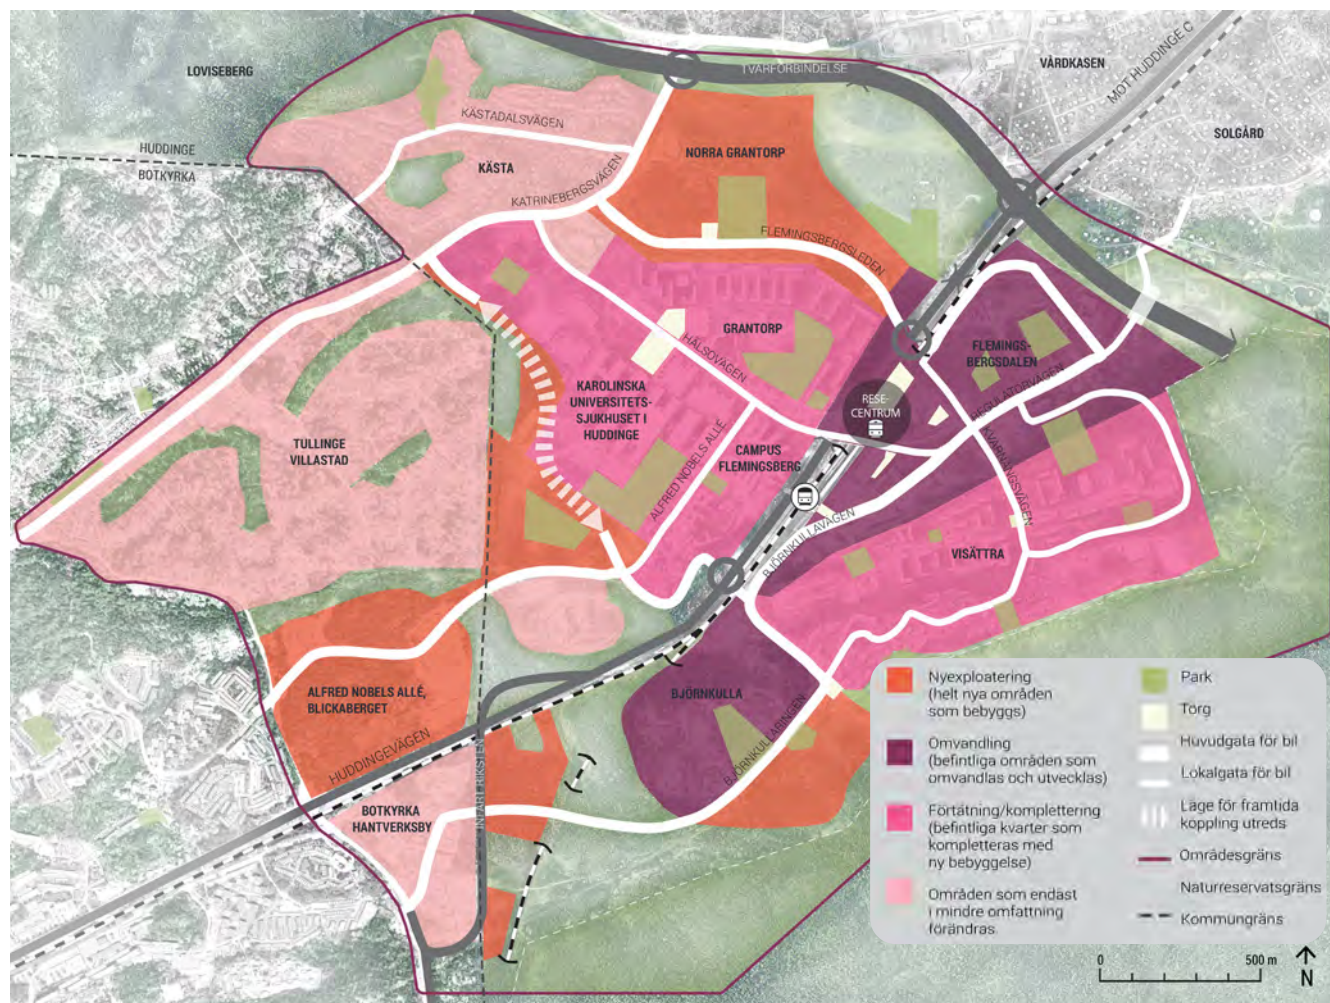 LOVISEBERG
TVÄRFÖRBINDELSE
VÅRDKASEN
MOT HUDDINGE C
SOLGÅRD
HUDDINGE
BOTKYRKA
KÄSTADALSVÄGEN
KÄSTA
KATRINEBERGSVÄGEN
NORRA GRANTORP
FLEMINGSBERGSLEDEN
GRANTORP
HÄLSOVÄGEN
FLEMINGS-
BERGSDALEN
REGULATORVÄGEN
RESE-
CENTRUM
KAROLINSKA
UNIVERSITETS-
SJUKHUSET I
HUDDINGE
TULLINGE
VILLASTAD
CAMPUS
FLEMINGSBERG
ALFRED NOBELS ALLÉ
KVARNINGSVÄGEN
BJÖRNKULLAVÄGEN
VISÄTTRA
ALFRED NOBELS ALLÉ,
BLICKABERGET
BJÖRNKULLA
BJÖRNKULLARINGEN
HUDDINGEVÄGEN
BOTKYRKA
HANTVERKSBY
Nyexploatering
(helt nya områden
som bebyggs)
Omvandling
(befintliga områden som
omvandlas och utvecklas)
Förtätning/komplettering
(befintliga kvarter som
kompletteras med
ny bebyggelse)
Områden som endast
i mindre omfattning
förändras
Park
Torg
Huvudgata för bil
Lokalgata för bil
Läge för framtida
koppling utreds
Områdesgräns
Naturreservatsgräns
Kommungräns
0
500 m
N